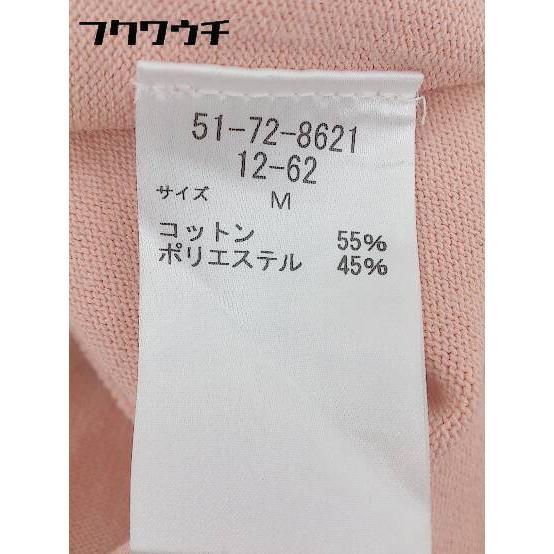 フクワウチ
51-72-8621
12-62
サイズ M
コットン 55%
ポリエステル 45%